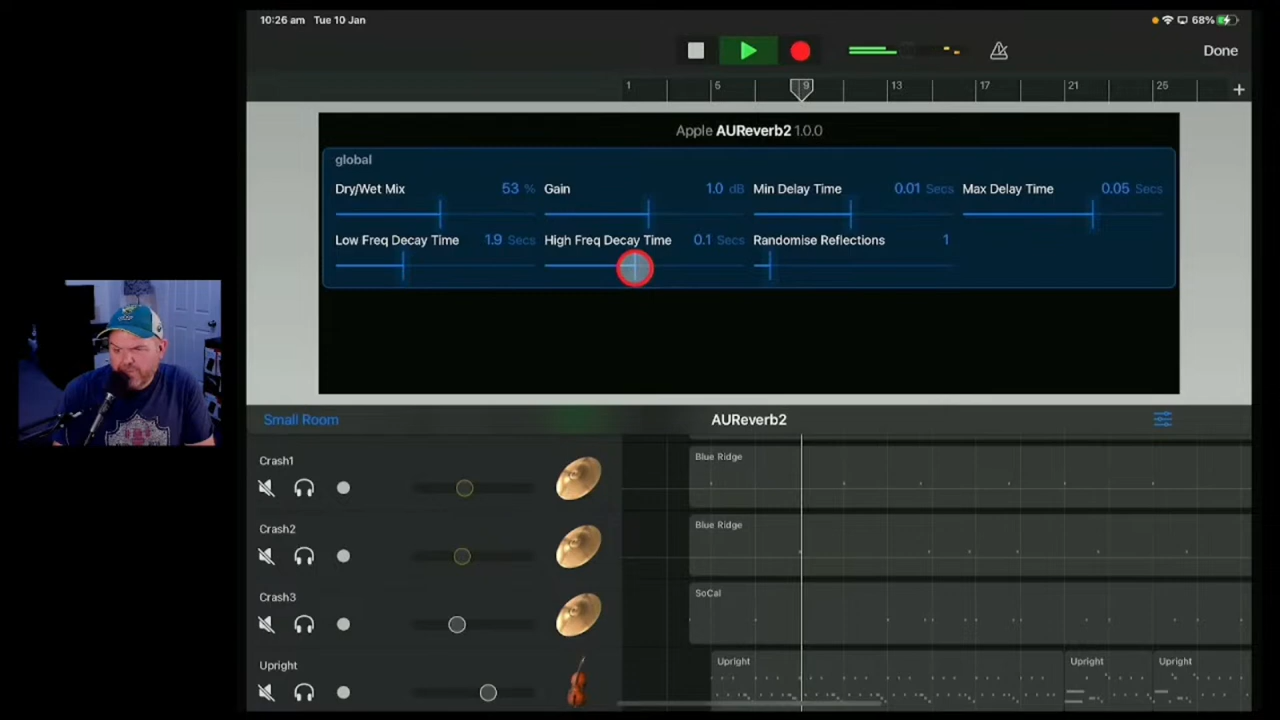 10:26 am Tue 10 Jan
68%
Done
1 5 9 13 17 21 25 +
Apple AUReverb2 1.0.0
global
Dry/Wet Mix 53 % Gain 1.0 dB Min Delay Time 0.01 Secs Max Delay Time 0.05 Secs
Low Freq Decay Time 1.9 Secs High Freq Decay Time 0.1 Secs Randomise Reflections 1
Small Room AUReverb2
Crash1 Blue Ridge
Crash2 Blue Ridge
Crash3 SoCal
Upright Upright Upright Upright